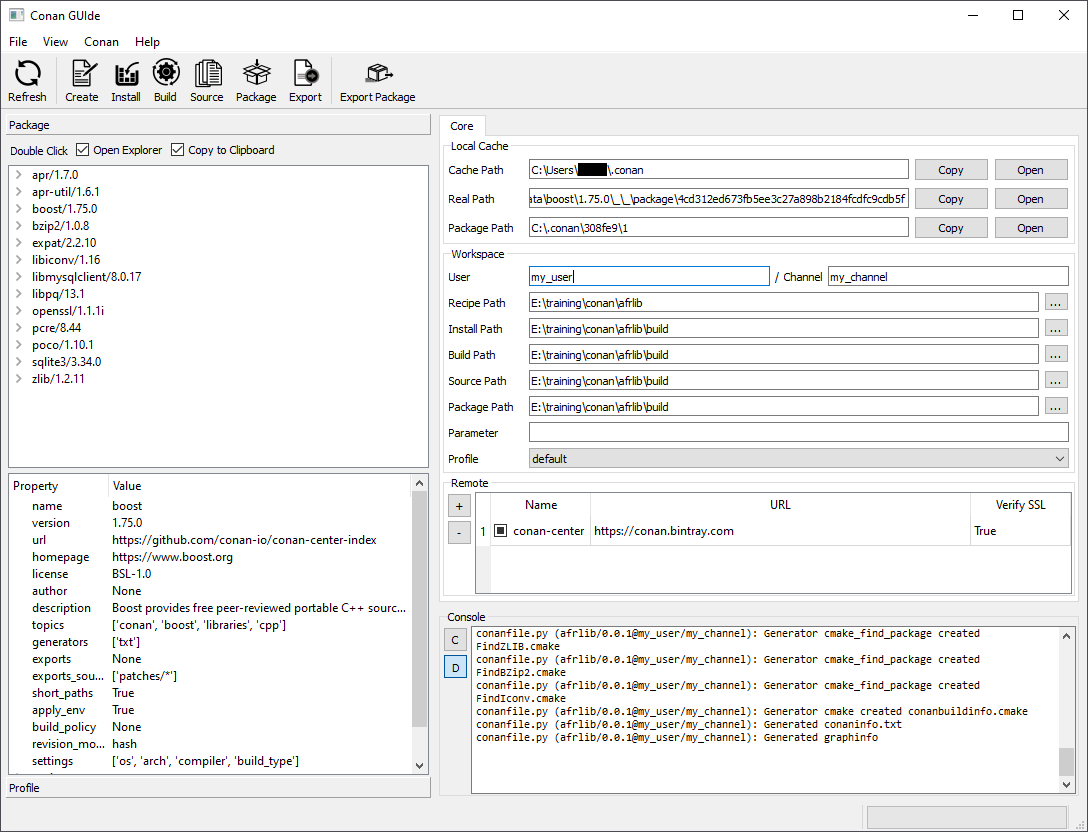 Conan GUIde
File View Conan Help
Refresh Create Install Build Source Package Export Export Package
Package
Double Click Open Explorer Copy to Clipboard
apr/1.7.0
apr-util/1.6.1
boost/1.75.0
bzip2/1.0.8
expat/2.2.10
libiconv/1.16
libmysqlclient/8.0.17
libpq/13.1
openssl/1.1.1i
pcre/8.44
poco/1.10.1
sqlite3/3.34.0
zlib/1.2.11
Property Value
name boost
version 1.75.0
url https://github.com/conan-io/conan-center-index
homepage https://www.boost.org
license BSL-1.0
author None
description Boost provides free peer-reviewed portable C++ sourc...
topics ['conan', 'boost', 'libraries', 'cpp']
generators ['txt']
exports None
exports_sou... ['patches/*']
short_paths True
apply_env True
build_policy None
revision_mo... hash
settings ['os', 'arch', 'compiler', 'build_type']
Profile
Core
Local Cache
Cache Path C:\Users\ \.conan Copy Open
Real Path ata\boost\1.75.0\_\_\package\4cd312ed673fb5ee3c27a898b2184fcdfc9cdb5f Copy Open
Package Path C:\.conan\308fe9\1 Copy Open
Workspace
User my_user / Channel my_channel
Recipe Path E:\training\conan\afrlib ...
Install Path E:\training\conan\afrlib\build ...
Build Path E:\training\conan\afrlib\build ...
Source Path E:\training\conan\afrlib\build ...
Package Path E:\training\conan\afrlib\build ...
Parameter
Profile default
Remote
+ Name URL Verify SSL
- 1 conan-center https://conan.bintray.com True
Console
C
D
conanfile.py (afrlib/0.0.1@my_user/my_channel): Generator cmake_find_package created
FindZLIB.cmake
conanfile.py (afrlib/0.0.1@my_user/my_channel): Generator cmake_find_package created
FindBZip2.cmake
conanfile.py (afrlib/0.0.1@my_user/my_channel): Generator cmake_find_package created
FindIconv.cmake
conanfile.py (afrlib/0.0.1@my_user/my_channel): Generator cmake created conanbuildinfo.cmake
conanfile.py (afrlib/0.0.1@my_user/my_channel): Generated conaninfo.txt
conanfile.py (afrlib/0.0.1@my_user/my_channel): Generated graphinfo